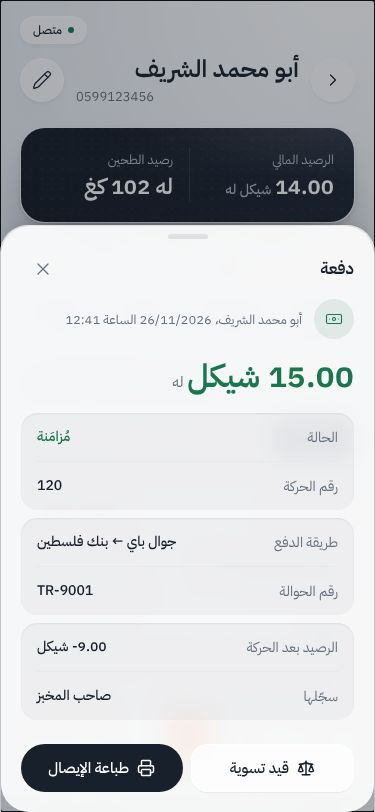 متصل
أبو محمد الشريف
0599123456
الرصيد المالي
14.00 شيكل له
رصيد الطحين
له 102 كغ
دفعة
أبو محمد الشريف، 26/11/2026 الساعة 12:41
15.00 شيكل له
الحالة مُزامَنة
رقم الحركة 120
طريقة الدفع جوال باي ← بنك فلسطين
رقم الحوالة TR-9001
الرصيد بعد الحركة -9.00 شيكل
سجّلها صاحب المخبز
قيد تسوية
طباعة الإيصال